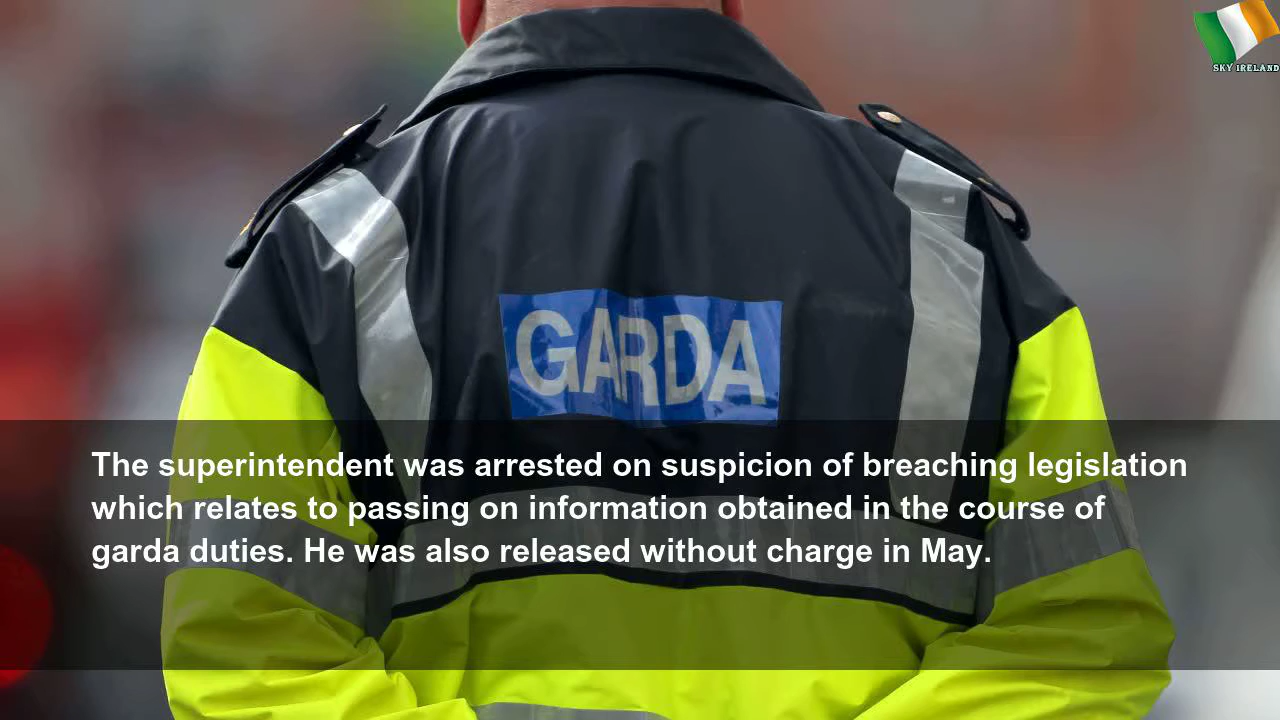 SKY IRELAND
GARDA
The superintendent was arrested on suspicion of breaching legislation
which relates to passing on information obtained in the course of
garda duties. He was also released without charge in May.